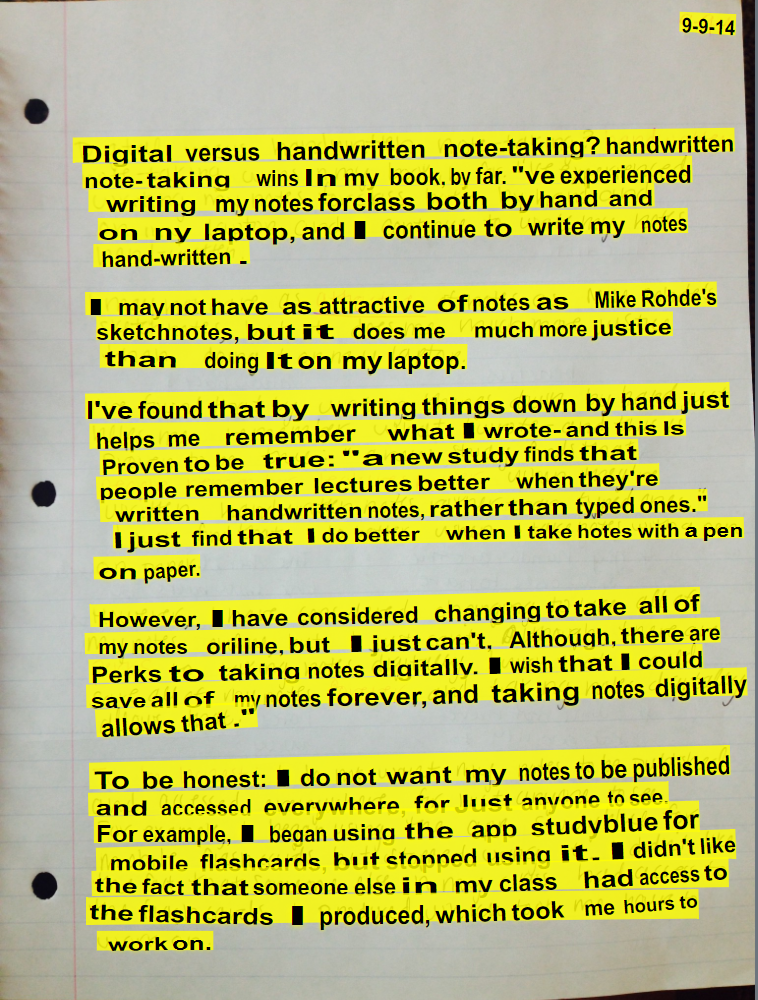 9-9-14
Digital versus handwritten note-taking? handwritten
note-taking wins In my book. by far. "ve experienced
writing my notes forclass both by hand and
on ny laptop, and I continue to write my notes
hand-written .
I may not have as attractive of notes as Mike Rohde's
sketchnotes, but it does me much more justice
than doing It on my laptop.
I've found that by writing things down by hand just
helps me remember what I wrote- and this Is
Proven to be true: "a new study finds that
people remember lectures better when they're
written handwritten notes, rather than typed ones."
I just find that I do better when I take hotes with a pen
on paper.
However, I have considered changing to take all of
my notes oriline, but I just can't. Although, there are
Perks to taking notes digitally. I wish that I could
save all of my notes forever, and taking notes digitally
allows that ."
To be honest: I do not want my notes to be published
and accessed everywhere, for Just anyone to see.
For example, I began using the app studyblue for
mobile flashcards, but stopped using it. I didn't like
the fact that someone else in my class had access to
the flashcards I produced, which took me hours to
work on.